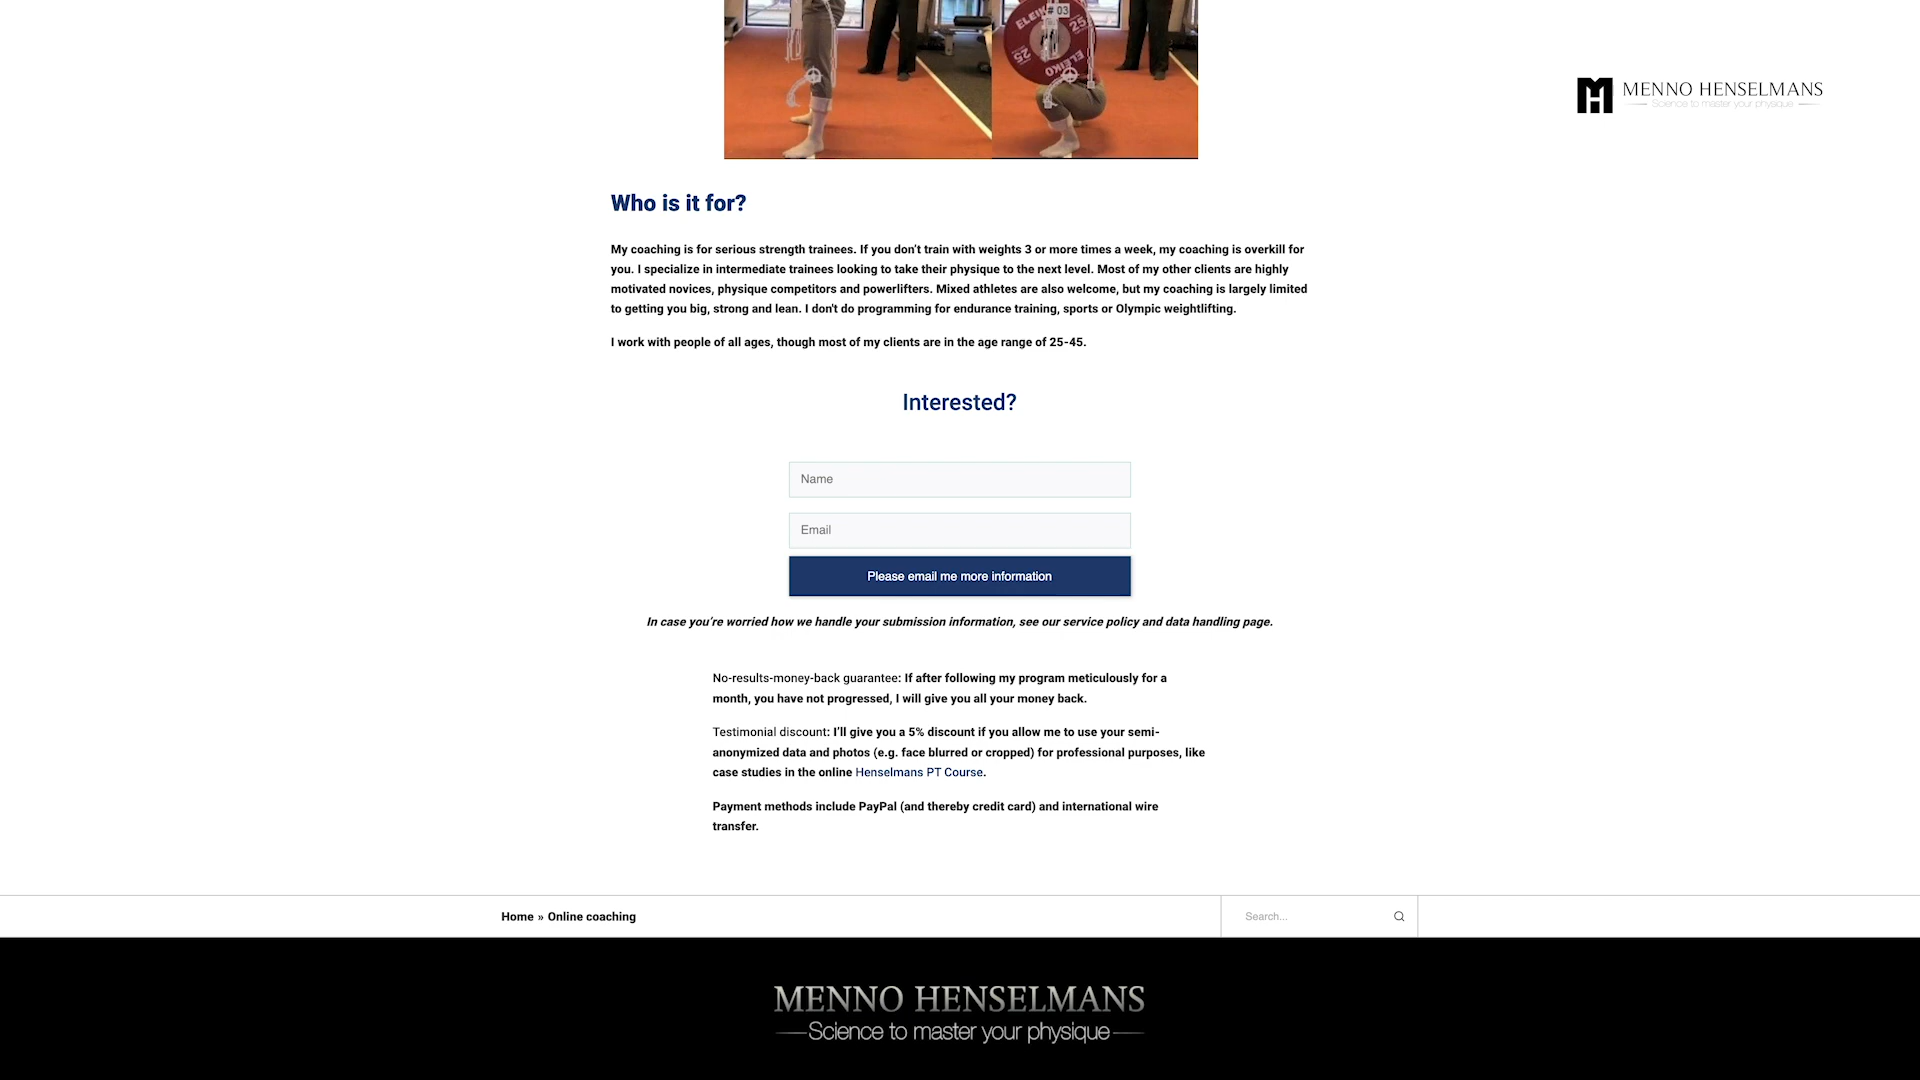 ELEIKO
# 03
25
25
ELEIKO
MENNO HENSELMANS
Science to master your physique
Who is it for?
My coaching is for serious strength trainees. If you don’t train with weights 3 or more times a week, my coaching is overkill for
you. I specialize in intermediate trainees looking to take their physique to the next level. Most of my other clients are highly
motivated novices, physique competitors and powerlifters. Mixed athletes are also welcome, but my coaching is largely limited
to getting you big, strong and lean. I don't do programming for endurance training, sports or Olympic weightlifting.
I work with people of all ages, though most of my clients are in the age range of 25-45.
Interested?
Name
Email
Please email me more information
In case you’re worried how we handle your submission information, see our service policy and data handling page.
No-results-money-back guarantee: If after following my program meticulously for a
month, you have not progressed, I will give you all your money back.
Testimonial discount: I’ll give you a 5% discount if you allow me to use your semi-
anonymized data and photos (e.g. face blurred or cropped) for professional purposes, like
case studies in the online Henselmans PT Course.
Payment methods include PayPal (and thereby credit card) and international wire
transfer.
Home » Online coaching
Search...
MENNO HENSELMANS
Science to master your physique